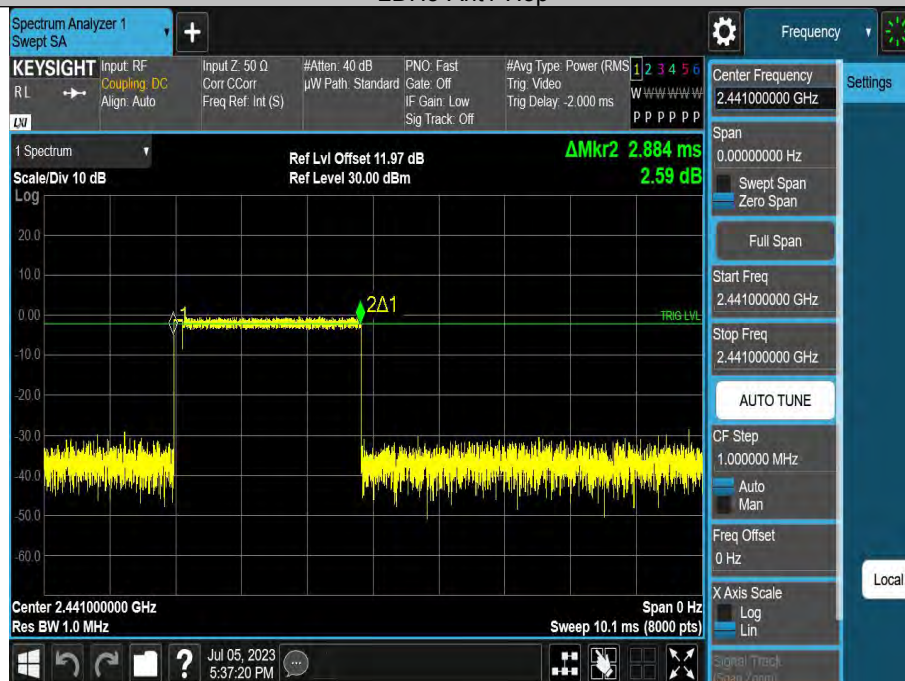 Spectrum Analyzer 1
Swept SA
+
Frequency
KEYSIGHT
RL
LXI
Input: RF
Coupling: DC
Align: Auto
Input Z: 50 Ω
Corr CCorr
Freq Ref: Int (S)
#Atten: 40 dB
µW Path: Standard
PNO: Fast
Gate: Off
IF Gain: Low
Sig Track: Off
#Avg Type: Power (RMS
Trig: Video
Trig Delay: -2.000 ms
1 2 3 4 5 6
W W W W W W
P P P P P P
Center Frequency
2.441000000 GHz
Settings
1 Spectrum
Scale/Div 10 dB
Ref Lvl Offset 11.97 dB
Ref Level 30.00 dBm
ΔMkr2 2.884 ms
2.59 dB
Span
0.00000000 Hz
Swept Span
Zero Span
Full Span
Start Freq
2.441000000 GHz
Stop Freq
2.441000000 GHz
AUTO TUNE
CF Step
1.000000 MHz
Auto
Man
Freq Offset
0 Hz
X Axis Scale
Log
Lin
Signal Track
(Span Zoom)
Local
Log
20.0
10.0
0.00
-10.0
-20.0
-30.0
-40.0
-50.0
-60.0
1
2Δ1
TRIG LVL
Center 2.441000000 GHz
Res BW 1.0 MHz
Span 0 Hz
Sweep 10.1 ms (8000 pts)
?
Jul 05, 2023
5:37:20 PM